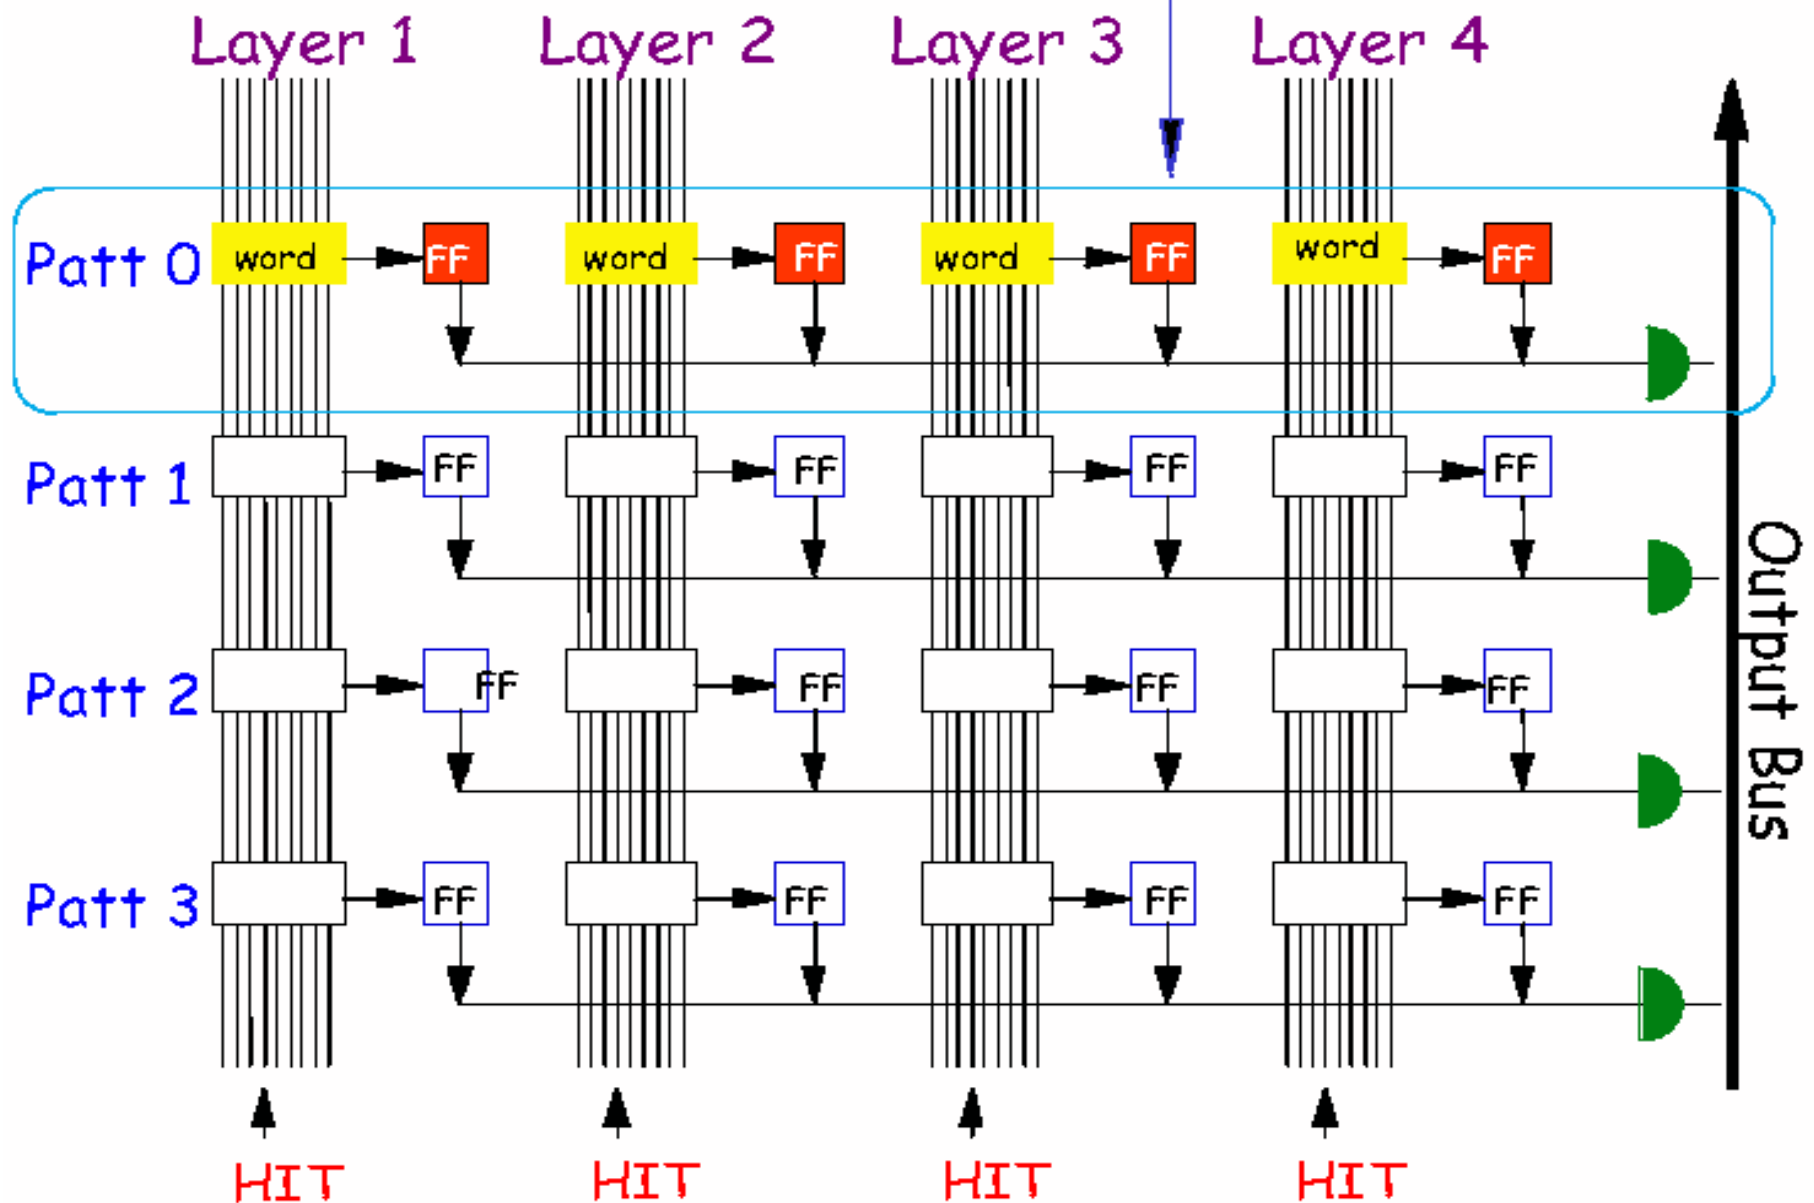 Layer 1 Layer 2 Layer 3 Layer 4
Patt 0 word FF word FF word FF word FF
Patt 1 FF FF FF FF
Patt 2 FF FF FF FF
Patt 3 FF FF FF FF
Output Bus
HIT HIT HIT HIT